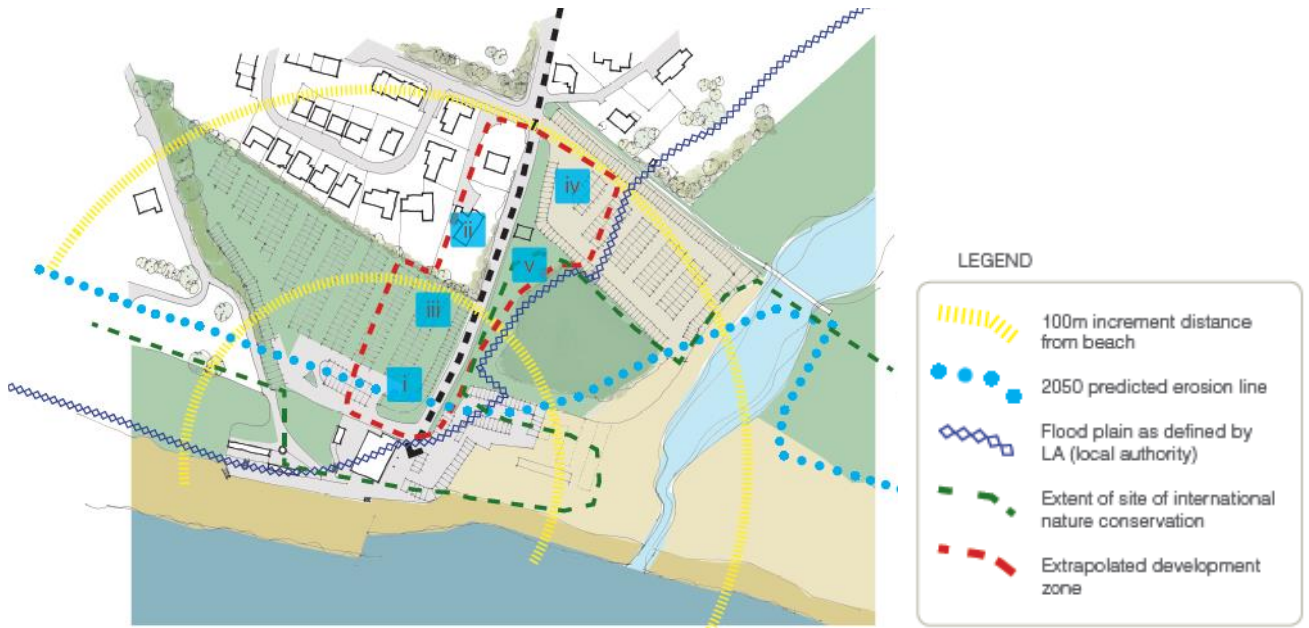 iv
ii
v
iii
i
LEGEND
100m increment distance
from beach
2050 predicted erosion line
Flood plain as defined by
LA (local authority)
Extent of site of international
nature conservation
Extrapolated development
zone